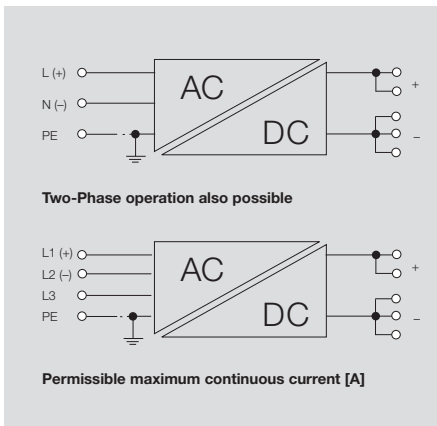 L (+)
AC
+
N (–)
PE
DC
–
Two-Phase operation also possible
L1 (+)
AC
+
L2 (–)
L3
PE
DC
–
Permissible maximum continuous current [A]